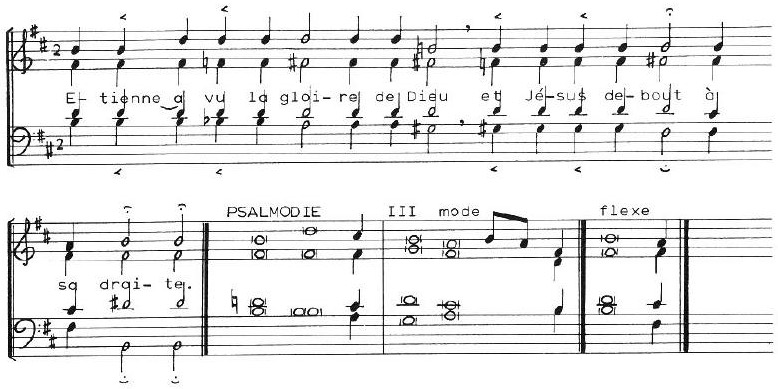 E- tienne a vu la gloi-re de Dieu et Jé-sus de-bout à
PSALMODIE III mode flexe
sa droi-te.